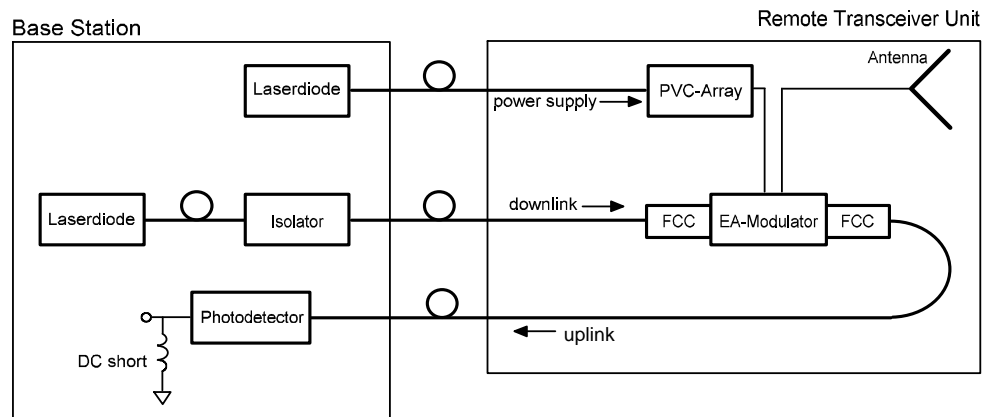 Base Station
Remote Transceiver Unit
Laserdiode
power supply
PVC-Array
Antenna
Laserdiode
Isolator
downlink
FCC
EA-Modulator
FCC
Photodetector
DC short
uplink